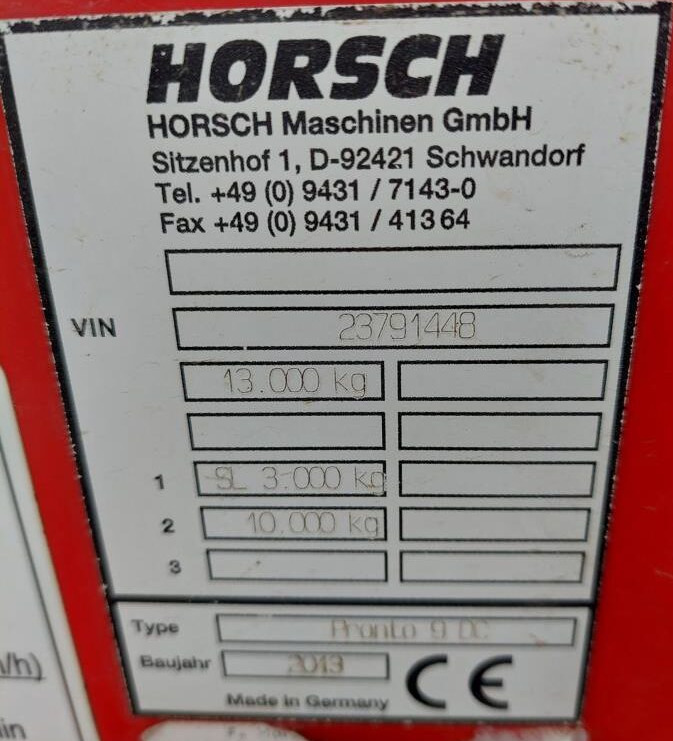 HORSCH
HORSCH Maschinen GmbH
Sitzenhof 1, D-92421 Schwandorf
Tel. +49 (0) 9431 / 7143-0
Fax +49 (0) 9431 / 41364
VIN 23791448
13.000 kg
1 SL 3.000 kg
2 10.000 kg
3
Type Pronto 9 DC
Baujahr 2013
CE
Made in Germany
/h)
in